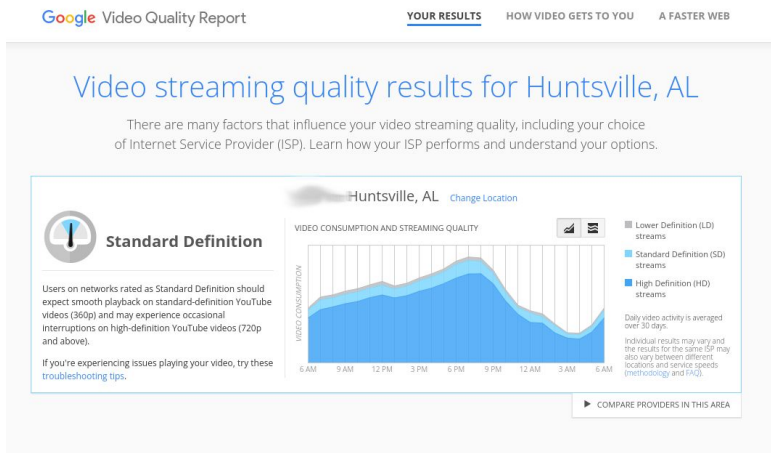 Google Video Quality Report
YOUR RESULTS
HOW VIDEO GETS TO YOU
A FASTER WEB
Video streaming quality results for Huntsville, AL
There are many factors that influence your video streaming quality, including your choice
of Internet Service Provider (ISP). Learn how your ISP performs and understand your options.
Huntsville, AL Change Location
Standard Definition
Users on networks rated as Standard Definition should
expect smooth playback on standard-definition YouTube
videos (360p) and may experience occasional
interruptions on high-definition YouTube videos (720p
and above).
If you're experiencing issues playing your video, try these
troubleshooting tips.
VIDEO CONSUMPTION AND STREAMING QUALITY
VIDEO CONSUMPTION
6 AM 9 AM 12 PM 3 PM 6 PM 9 PM 12 AM 3 AM 6 AM
Lower Definition (LD)
streams
Standard Definition (SD)
streams
High Definition (HD)
streams
Daily video activity is averaged
over 30 days.
Individual results may vary and
the results for the same ISP may
also vary between different
locations and service speeds
(methodology and FAQ).
COMPARE PROVIDERS IN THIS AREA